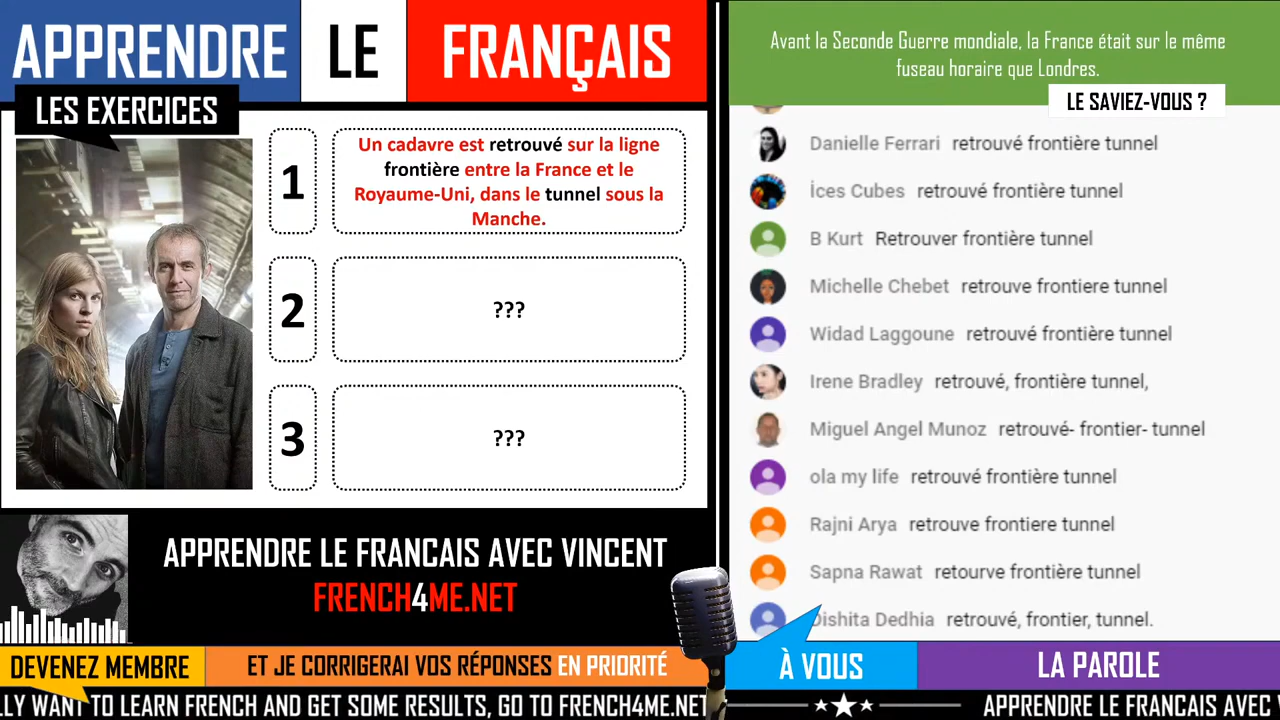 APPRENDRE LE FRANÇAIS
LES EXERCICES
1
Un cadavre est retrouvé sur la ligne
frontière entre la France et le
Royaume-Uni, dans le tunnel sous la
Manche.
2
???
3
???
APPRENDRE LE FRANCAIS AVEC VINCENT
FRENCH4ME.NET
DEVENEZ MEMBRE
ET JE CORRIGERAI VOS RÉPONSES EN PRIORITÉ
LLY WANT TO LEARN FRENCH AND GET SOME RESULTS, GO TO FRENCH4ME.NET
Avant la Seconde Guerre mondiale, la France était sur le même
fuseau horaire que Londres.
LE SAVIEZ-VOUS ?
Danielle Ferrari retrouvé frontière tunnel
İces Cubes retrouvé frontière tunnel
B Kurt Retrouver frontière tunnel
Michelle Chebet retrouve frontiere tunnel
Widad Laggoune retrouvé frontière tunnel
Irene Bradley retrouvé, frontière tunnel,
Miguel Angel Munoz retrouvé- frontier- tunnel
ola my life retrouvé frontière tunnel
Rajni Arya retrouve frontiere tunnel
Sapna Rawat retourve frontière tunnel
Dishita Dedhia retrouvé, frontier, tunnel.
À VOUS
LA PAROLE
APPRENDRE LE FRANCAIS AVEC